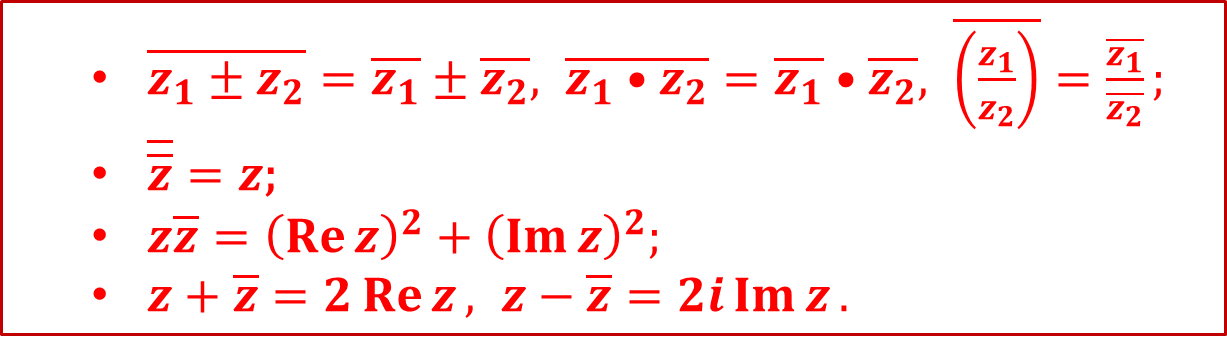 • $\overline{z_1 \pm z_2} = \overline{z_1} \pm \overline{z_2},\ \overline{z_1 \bullet z_2} = \overline{z_1} \bullet \overline{z_2},\ \overline{\left(\frac{z_1}{z_2}\right)} = \frac{\overline{z_1}}{\overline{z_2}};$
• $\overline{\overline{z}} = z;$
• $z\overline{z} = (\operatorname{Re} z)^2 + (\operatorname{Im} z)^2;$
• $z + \overline{z} = 2 \operatorname{Re} z,\ z - \overline{z} = 2i \operatorname{Im} z.$